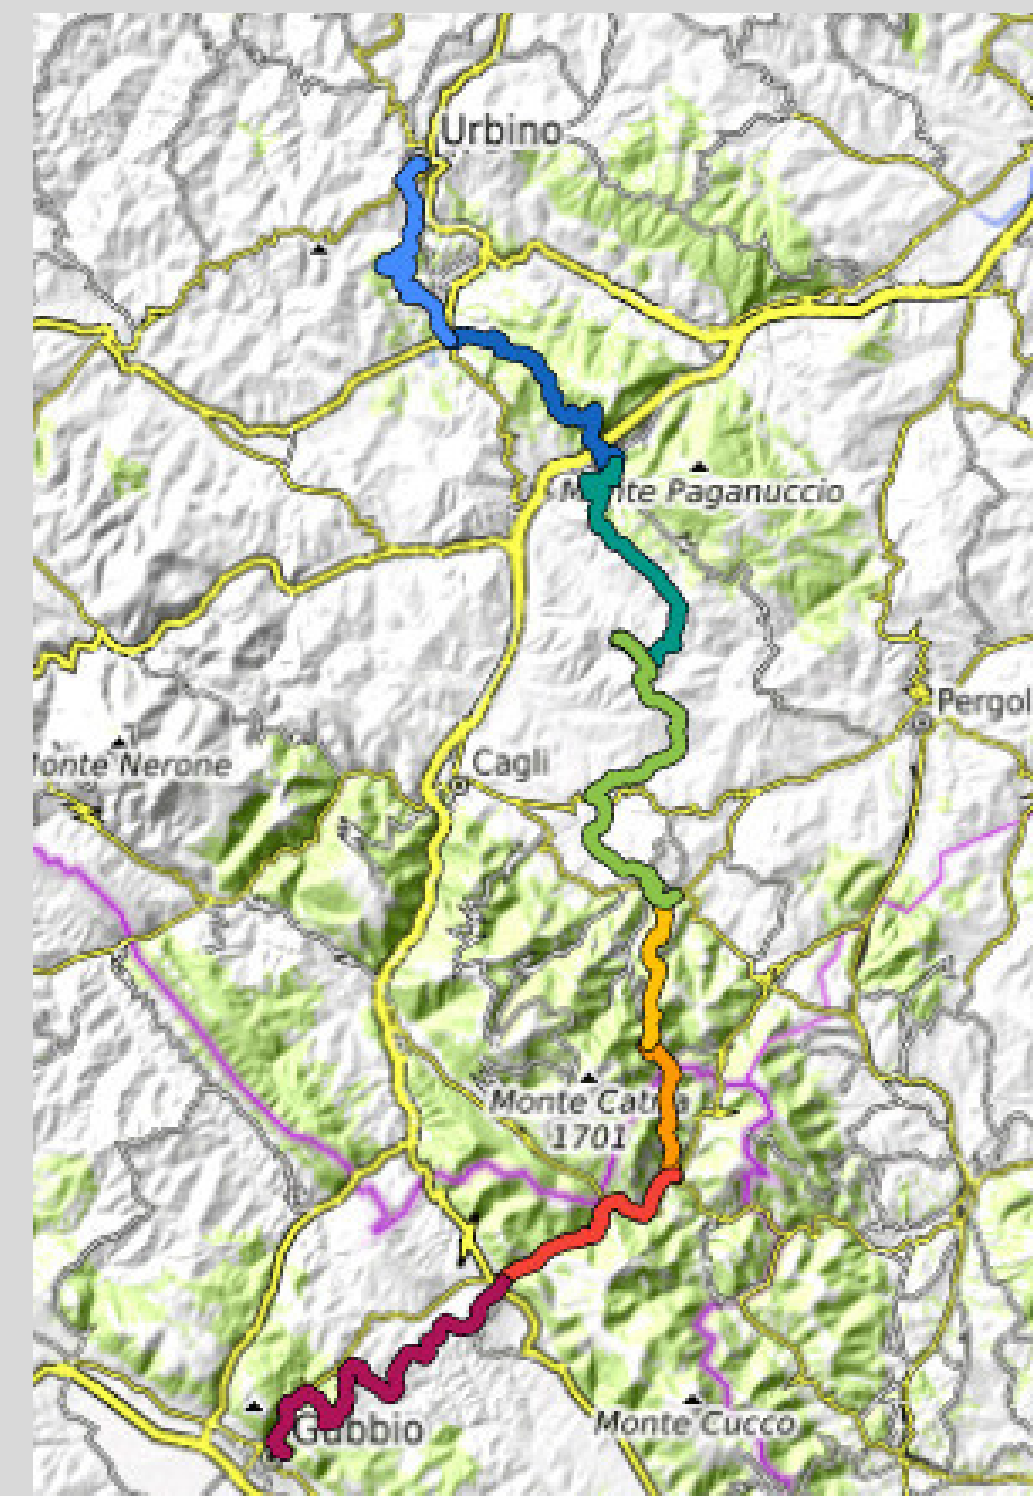 Urbino
Monte Paganuccio
Pergol
Monte Nerone
Cagli
Monte Catria
1701
Monte Cucco
Gubbio